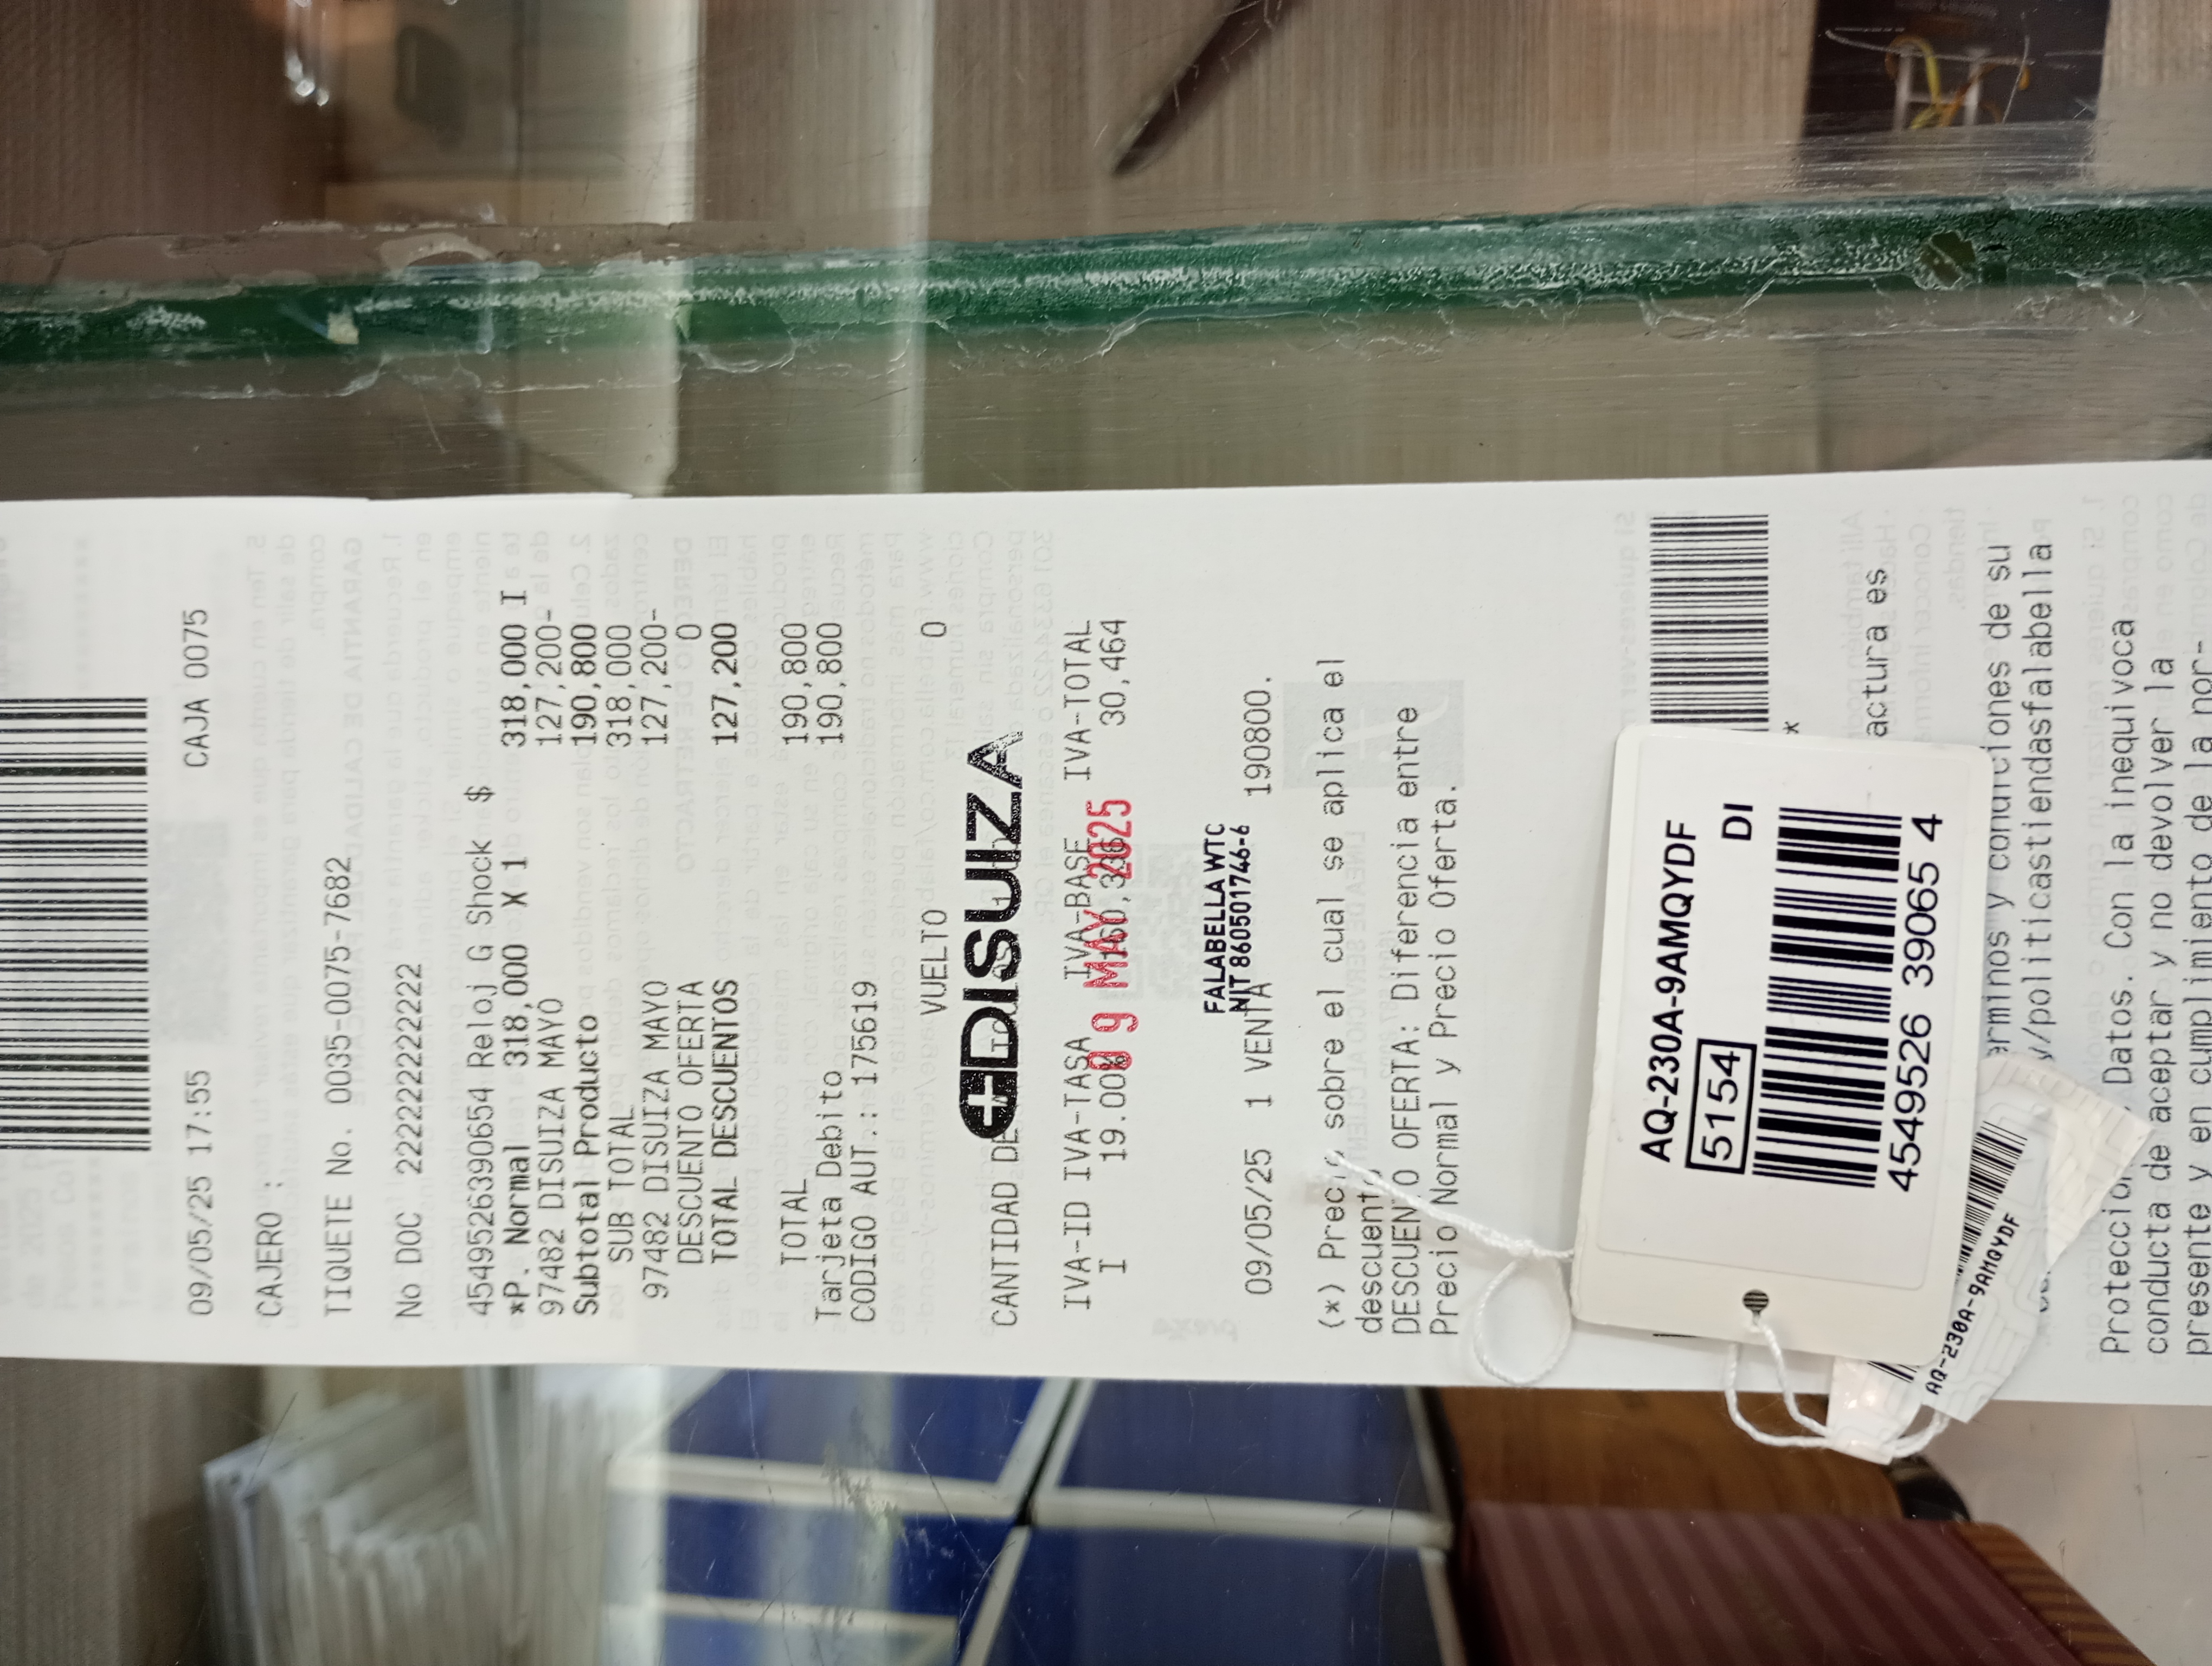 09/05/25 17:55 CAJA 0075
CAJERO :
TIQUETE No. 0035-0075-7682
No DOC 222222222222
4549526390654 Reloj G Shock $
*P. Normal 318,000 X 1 318,000 I
97482 DISUIZA MAYO 127,200-
Subtotal Producto 190,800
SUB TOTAL 318,000
97482 DISUIZA MAYO 127,200-
DESCUENTO OFERTA 0
TOTAL DESCUENTOS 127,200
TOTAL 190,800
Tarjeta Debito 190,800
CODIGO AUT.: 1755619
VUELTO 0
DISUIZA
CANTIDAD
IVA-ID IVA-TASA IVA-BASE IVA-TOTAL
I 19.00% 30,464
09 MAY 2025
FALABELLA WTC
NIT 860501746-6
09/05/25 1 VENTA 190800.
(*) Precio sobre el cual se aplica el
descuento
DESCUENTO OFERTA: Diferencia entre
Precio Normal y Precio Oferta.
*
actura es
AQ-230A-9AMQYDF
5154 DI
4549526 39065 4
AQ-230A-9AMQYDF
erminos y condiciones de su
y/politicastiendasfalabella
Proteccion Datos. Con la inequivoca
conducta de aceptar y no devolver la
presente y en cumplimiento de la nor-